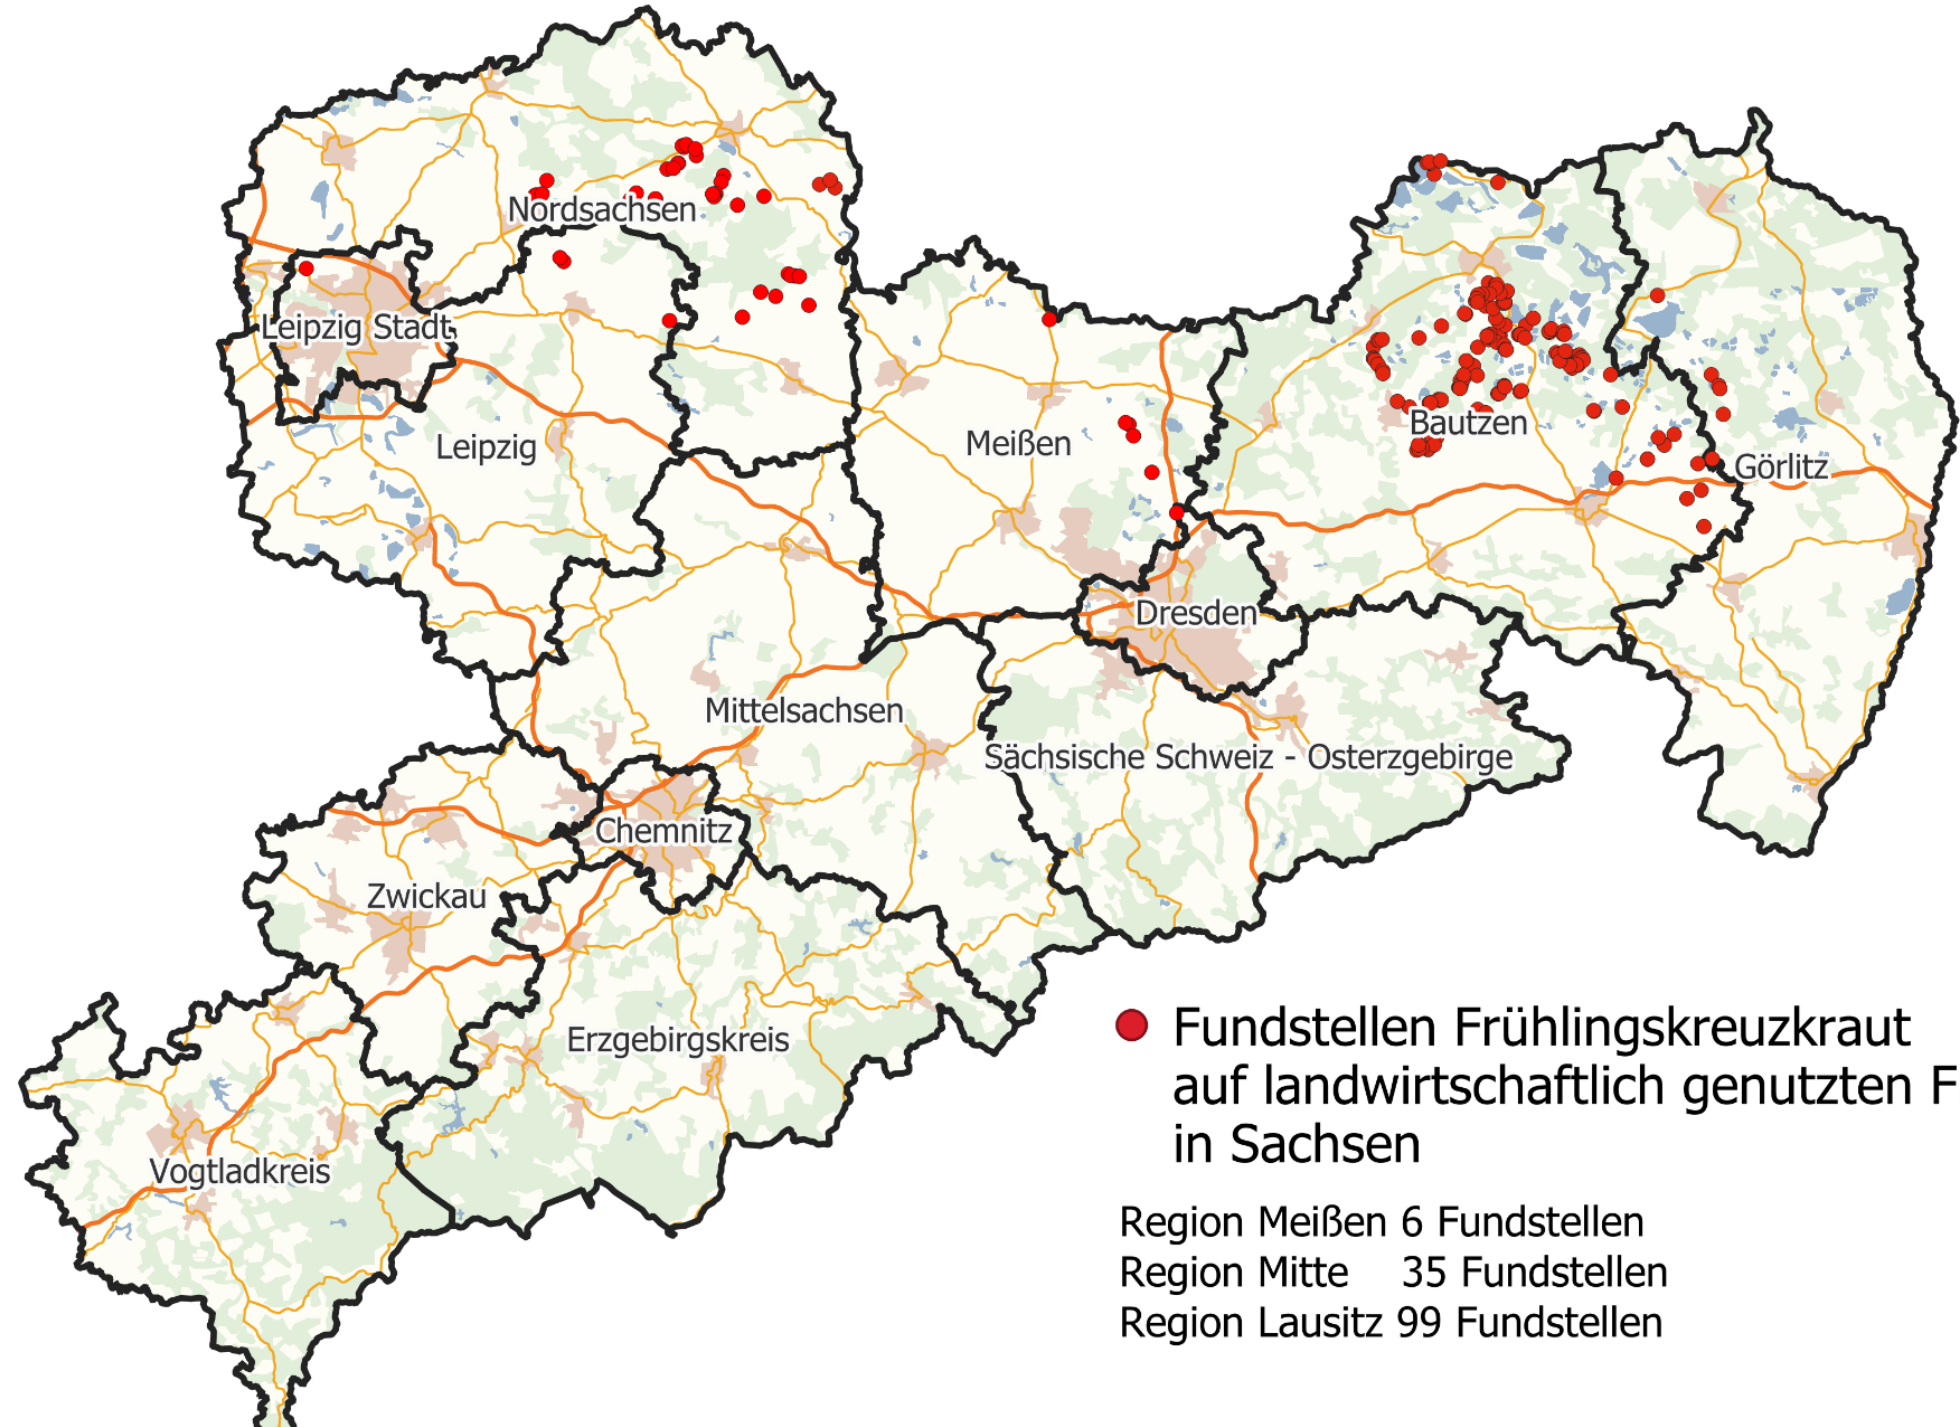 Nordsachsen
Leipzig Stadt
Leipzig
Meißen
Bautzen
Görlitz
Dresden
Mittelsachsen
Sächsische Schweiz - Osterzgebirge
Chemnitz
Zwickau
Erzgebirgskreis
Vogtladkreis
Fundstellen Frühlingskreuzkraut
auf landwirtschaftlich genutzten F
in Sachsen
Region Meißen 6 Fundstellen
Region Mitte 35 Fundstellen
Region Lausitz 99 Fundstellen